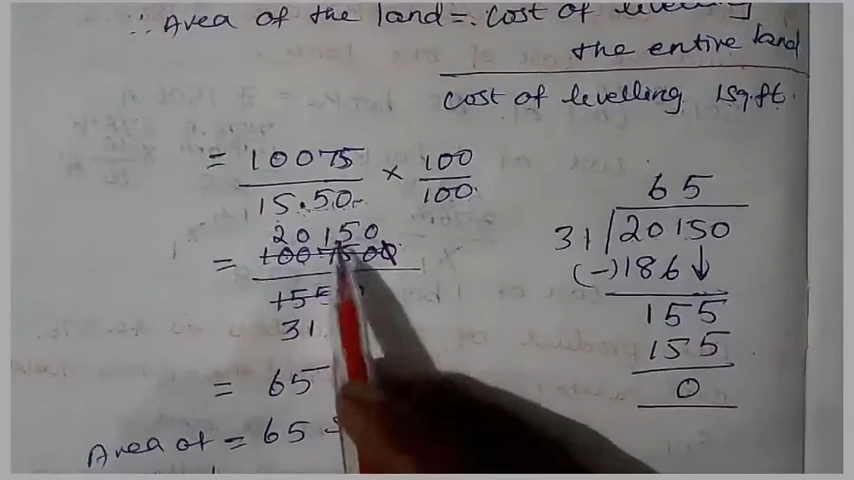 ∴ Area of the land = cost of levelling
the entire land
cost of levelling 1sq.ft.
= 10075 / 15.50 × 100 / 100
20150
= 1007500
31
= 65
Area of = 65
65
31 ) 20150
(-) 186 ↓
155
155
0